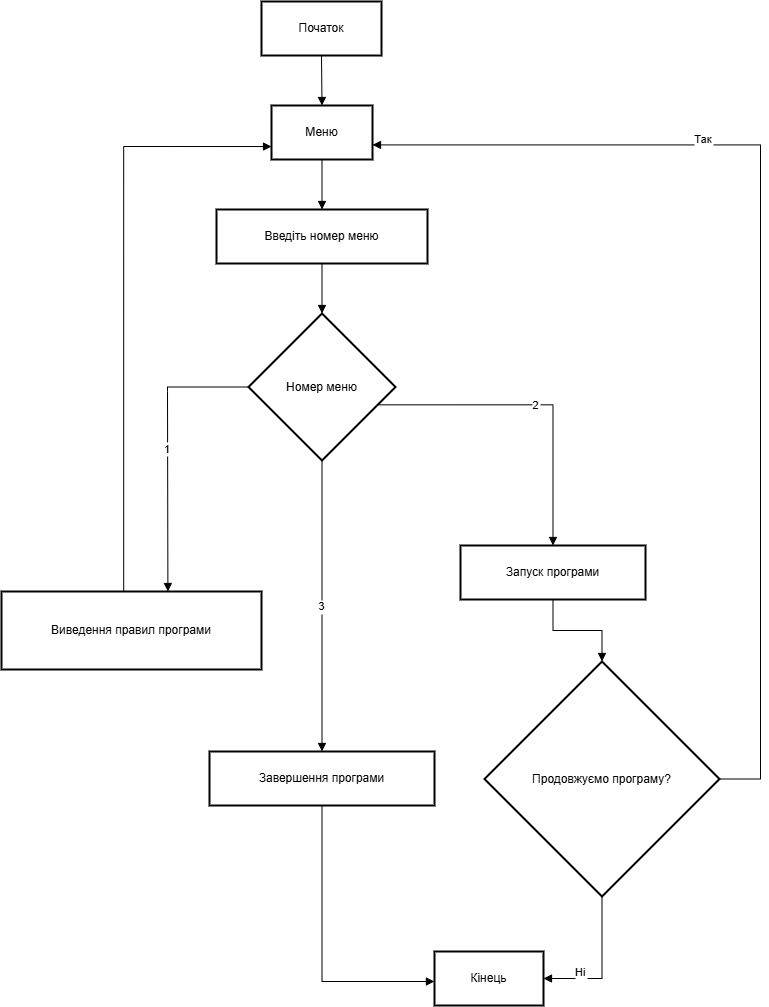 Початок
Меню
Так
Введіть номер меню
Номер меню
2
1
Запуск програми
3
Виведення правил програми
Завершення програми
Продовжуємо програму?
Ні
Кінець